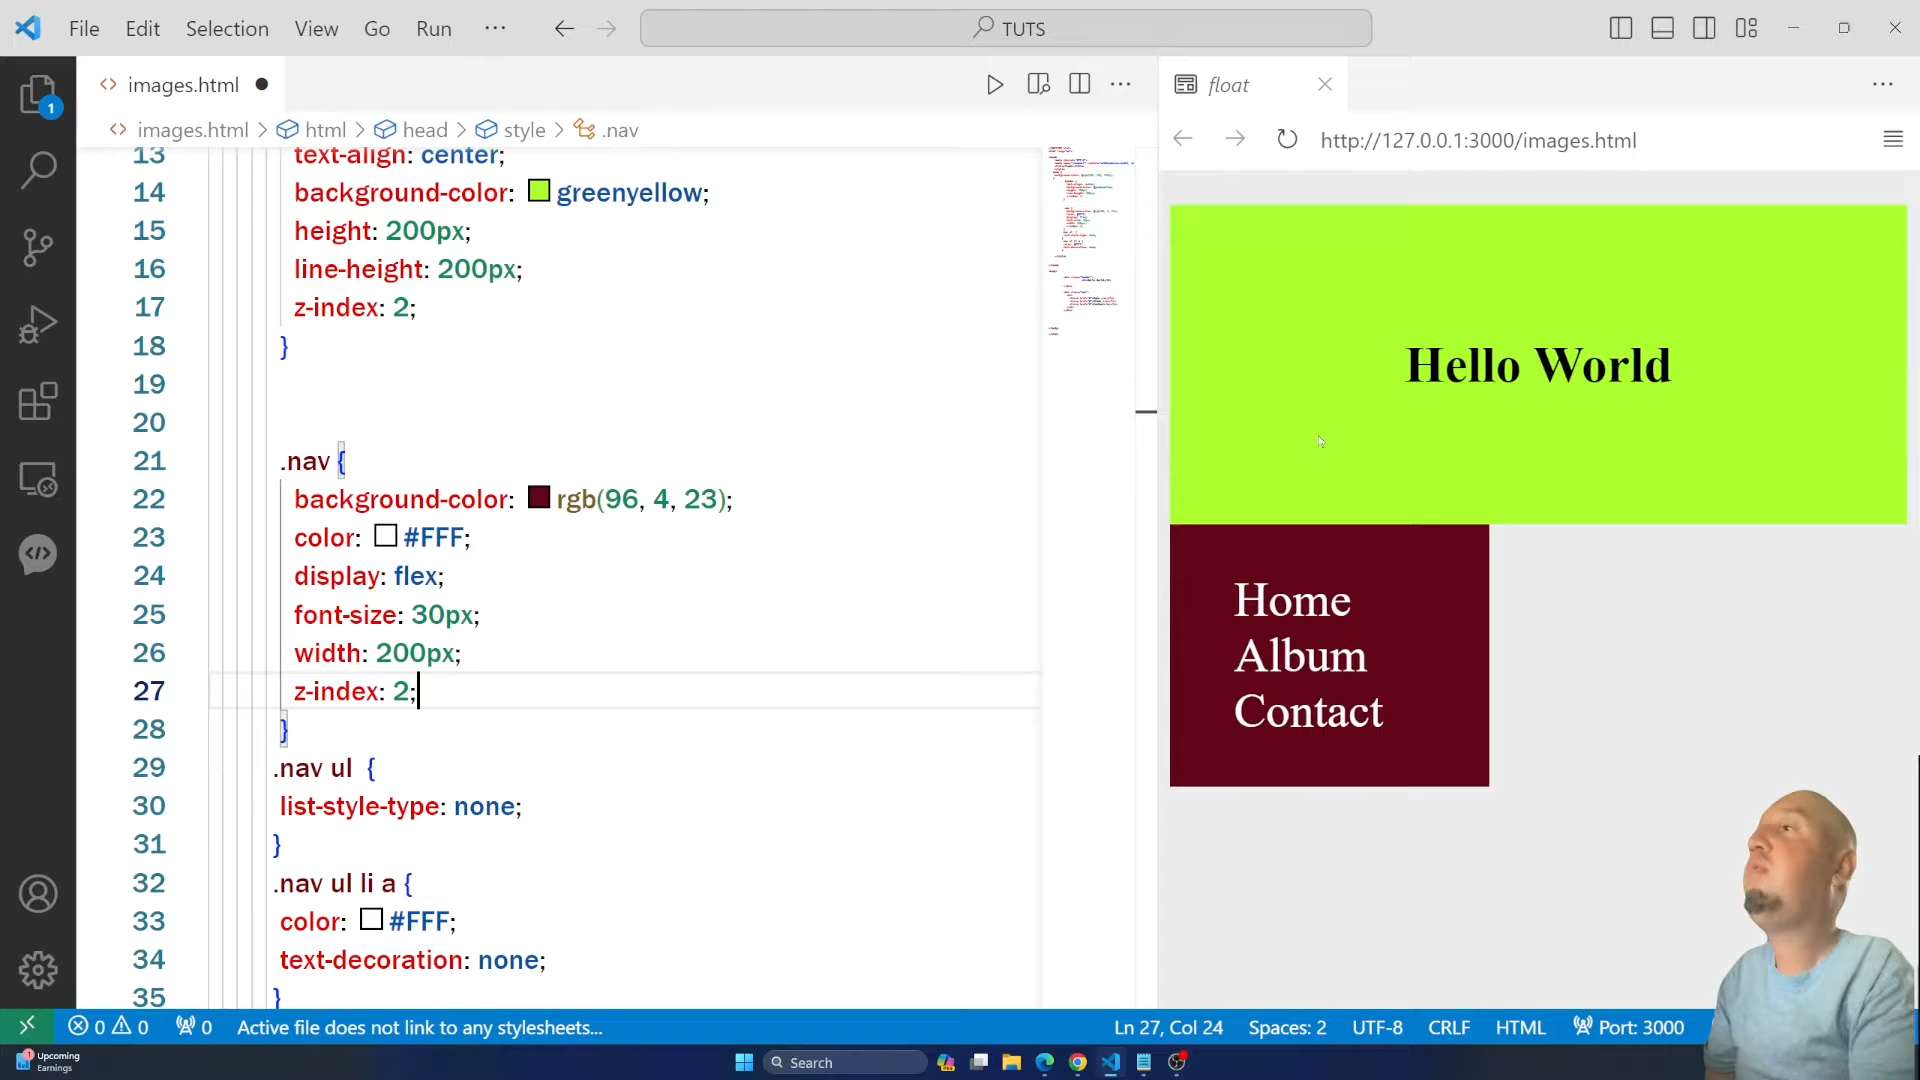 File Edit Selection View Go Run ··· TUTS
images.html
float
images.html > html > head > style > .nav
http://127.0.0.1:3000/images.html
13 text-align: center;
14 background-color: greenyellow;
15 height: 200px;
16 line-height: 200px;
17 z-index: 2;
18 }
19
20
21 .nav {
22 background-color: rgb(96, 4, 23);
23 color: #FFF;
24 display: flex;
25 font-size: 30px;
26 width: 200px;
27 z-index: 2;
28 }
29 .nav ul {
30 list-style-type: none;
31 }
32 .nav ul li a {
33 color: #FFF;
34 text-decoration: none;
35 }
Hello World
Home
Album
Contact
1
0 0 0 Active file does not link to any stylesheets... Ln 27, Col 24 Spaces: 2 UTF-8 CRLF HTML Port: 3000
1 Upcoming
Earnings
Search